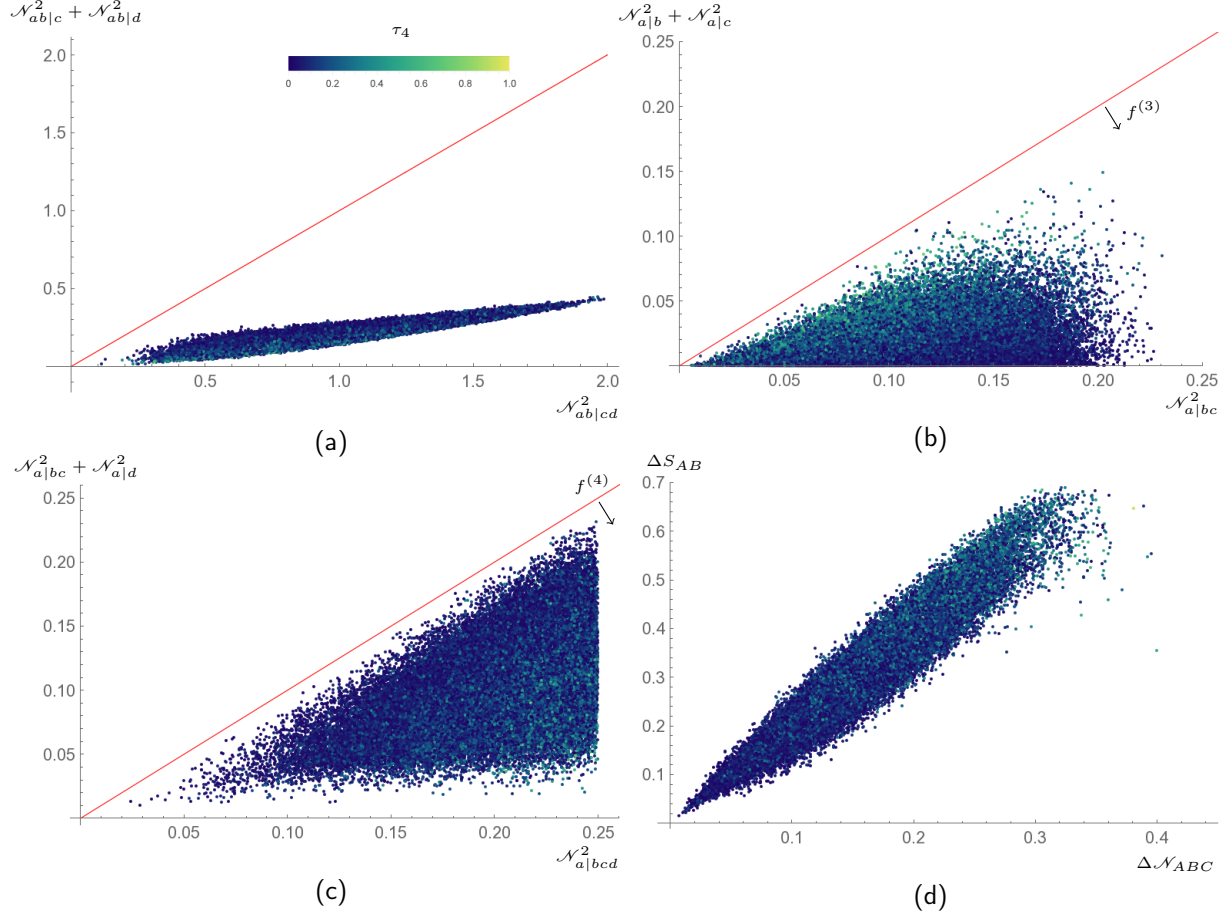 𝒩²_{ab|c} + 𝒩²_{ab|d}
τ₄
0 0.2 0.4 0.6 0.8 1.0
2.0
1.5
1.0
0.5
0.5 1.0 1.5 2.0
𝒩²_{ab|cd}
(a)
𝒩²_{a|b} + 𝒩²_{a|c}
0.25
f⁽³⁾
0.20
0.15
0.10
0.05
0.05 0.10 0.15 0.20 0.25
𝒩²_{a|bc}
(b)
𝒩²_{a|bc} + 𝒩²_{a|d}
f⁽⁴⁾
0.25
0.20
0.15
0.10
0.05
0.05 0.10 0.15 0.20 0.25
𝒩²_{a|bcd}
(c)
ΔS_{AB}
0.7
0.6
0.5
0.4
0.3
0.2
0.1
0.1 0.2 0.3 0.4
Δ𝒩_{ABC}
(d)